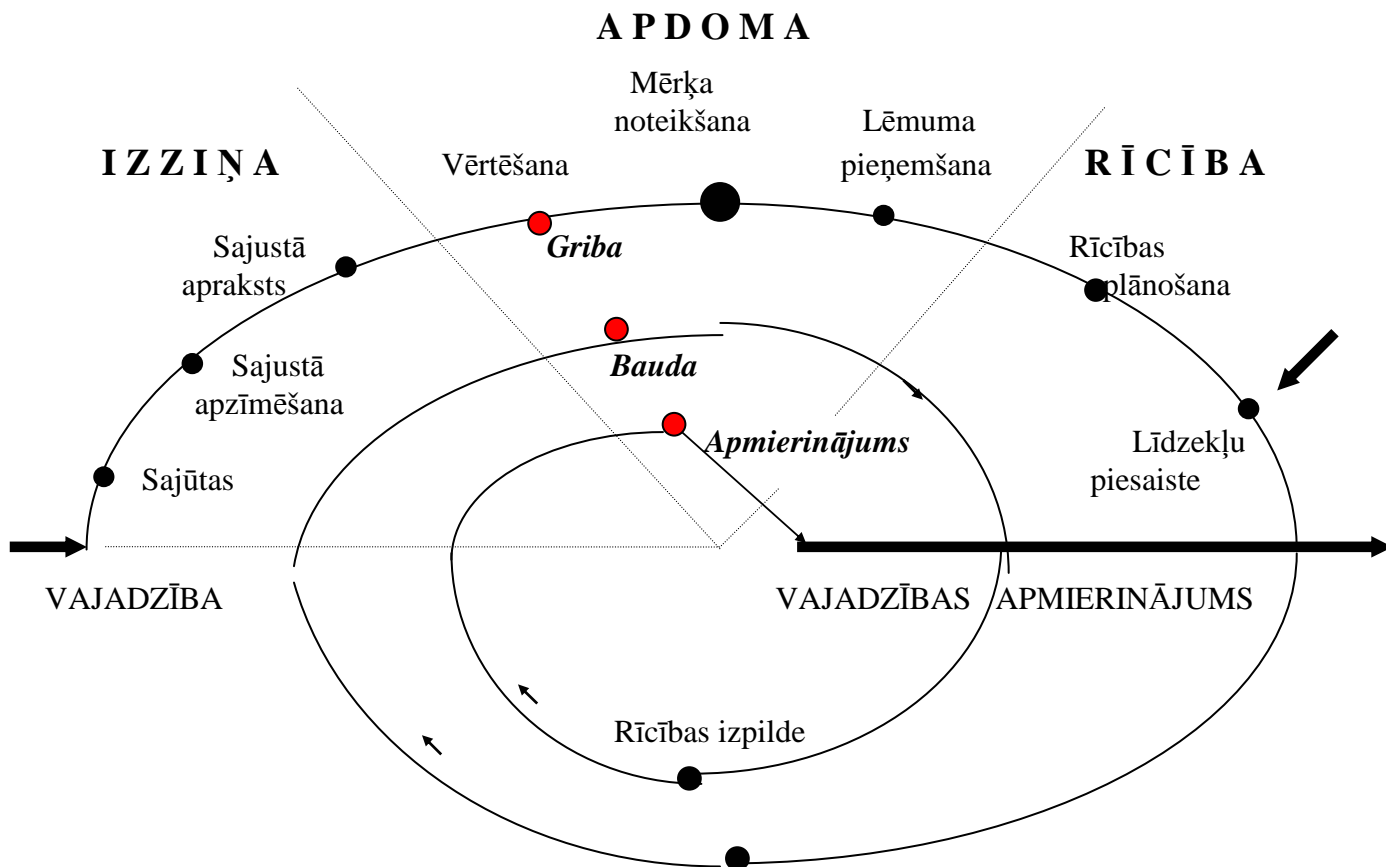 A P D O M A
Mērķa
noteikšana
Lēmuma
pieņemšana
I Z Z I Ņ A
Vērtēšana
R Ī C Ī B A
Sajustā
apraksts
Griba
Rīcības
plānošana
Sajustā
apzīmēšana
Bauda
Apmierinājums
Līdzekļu
piesaiste
Sajūtas
VAJADZĪBA
VAJADZĪBAS APMIERINĀJUMS
Rīcības izpilde